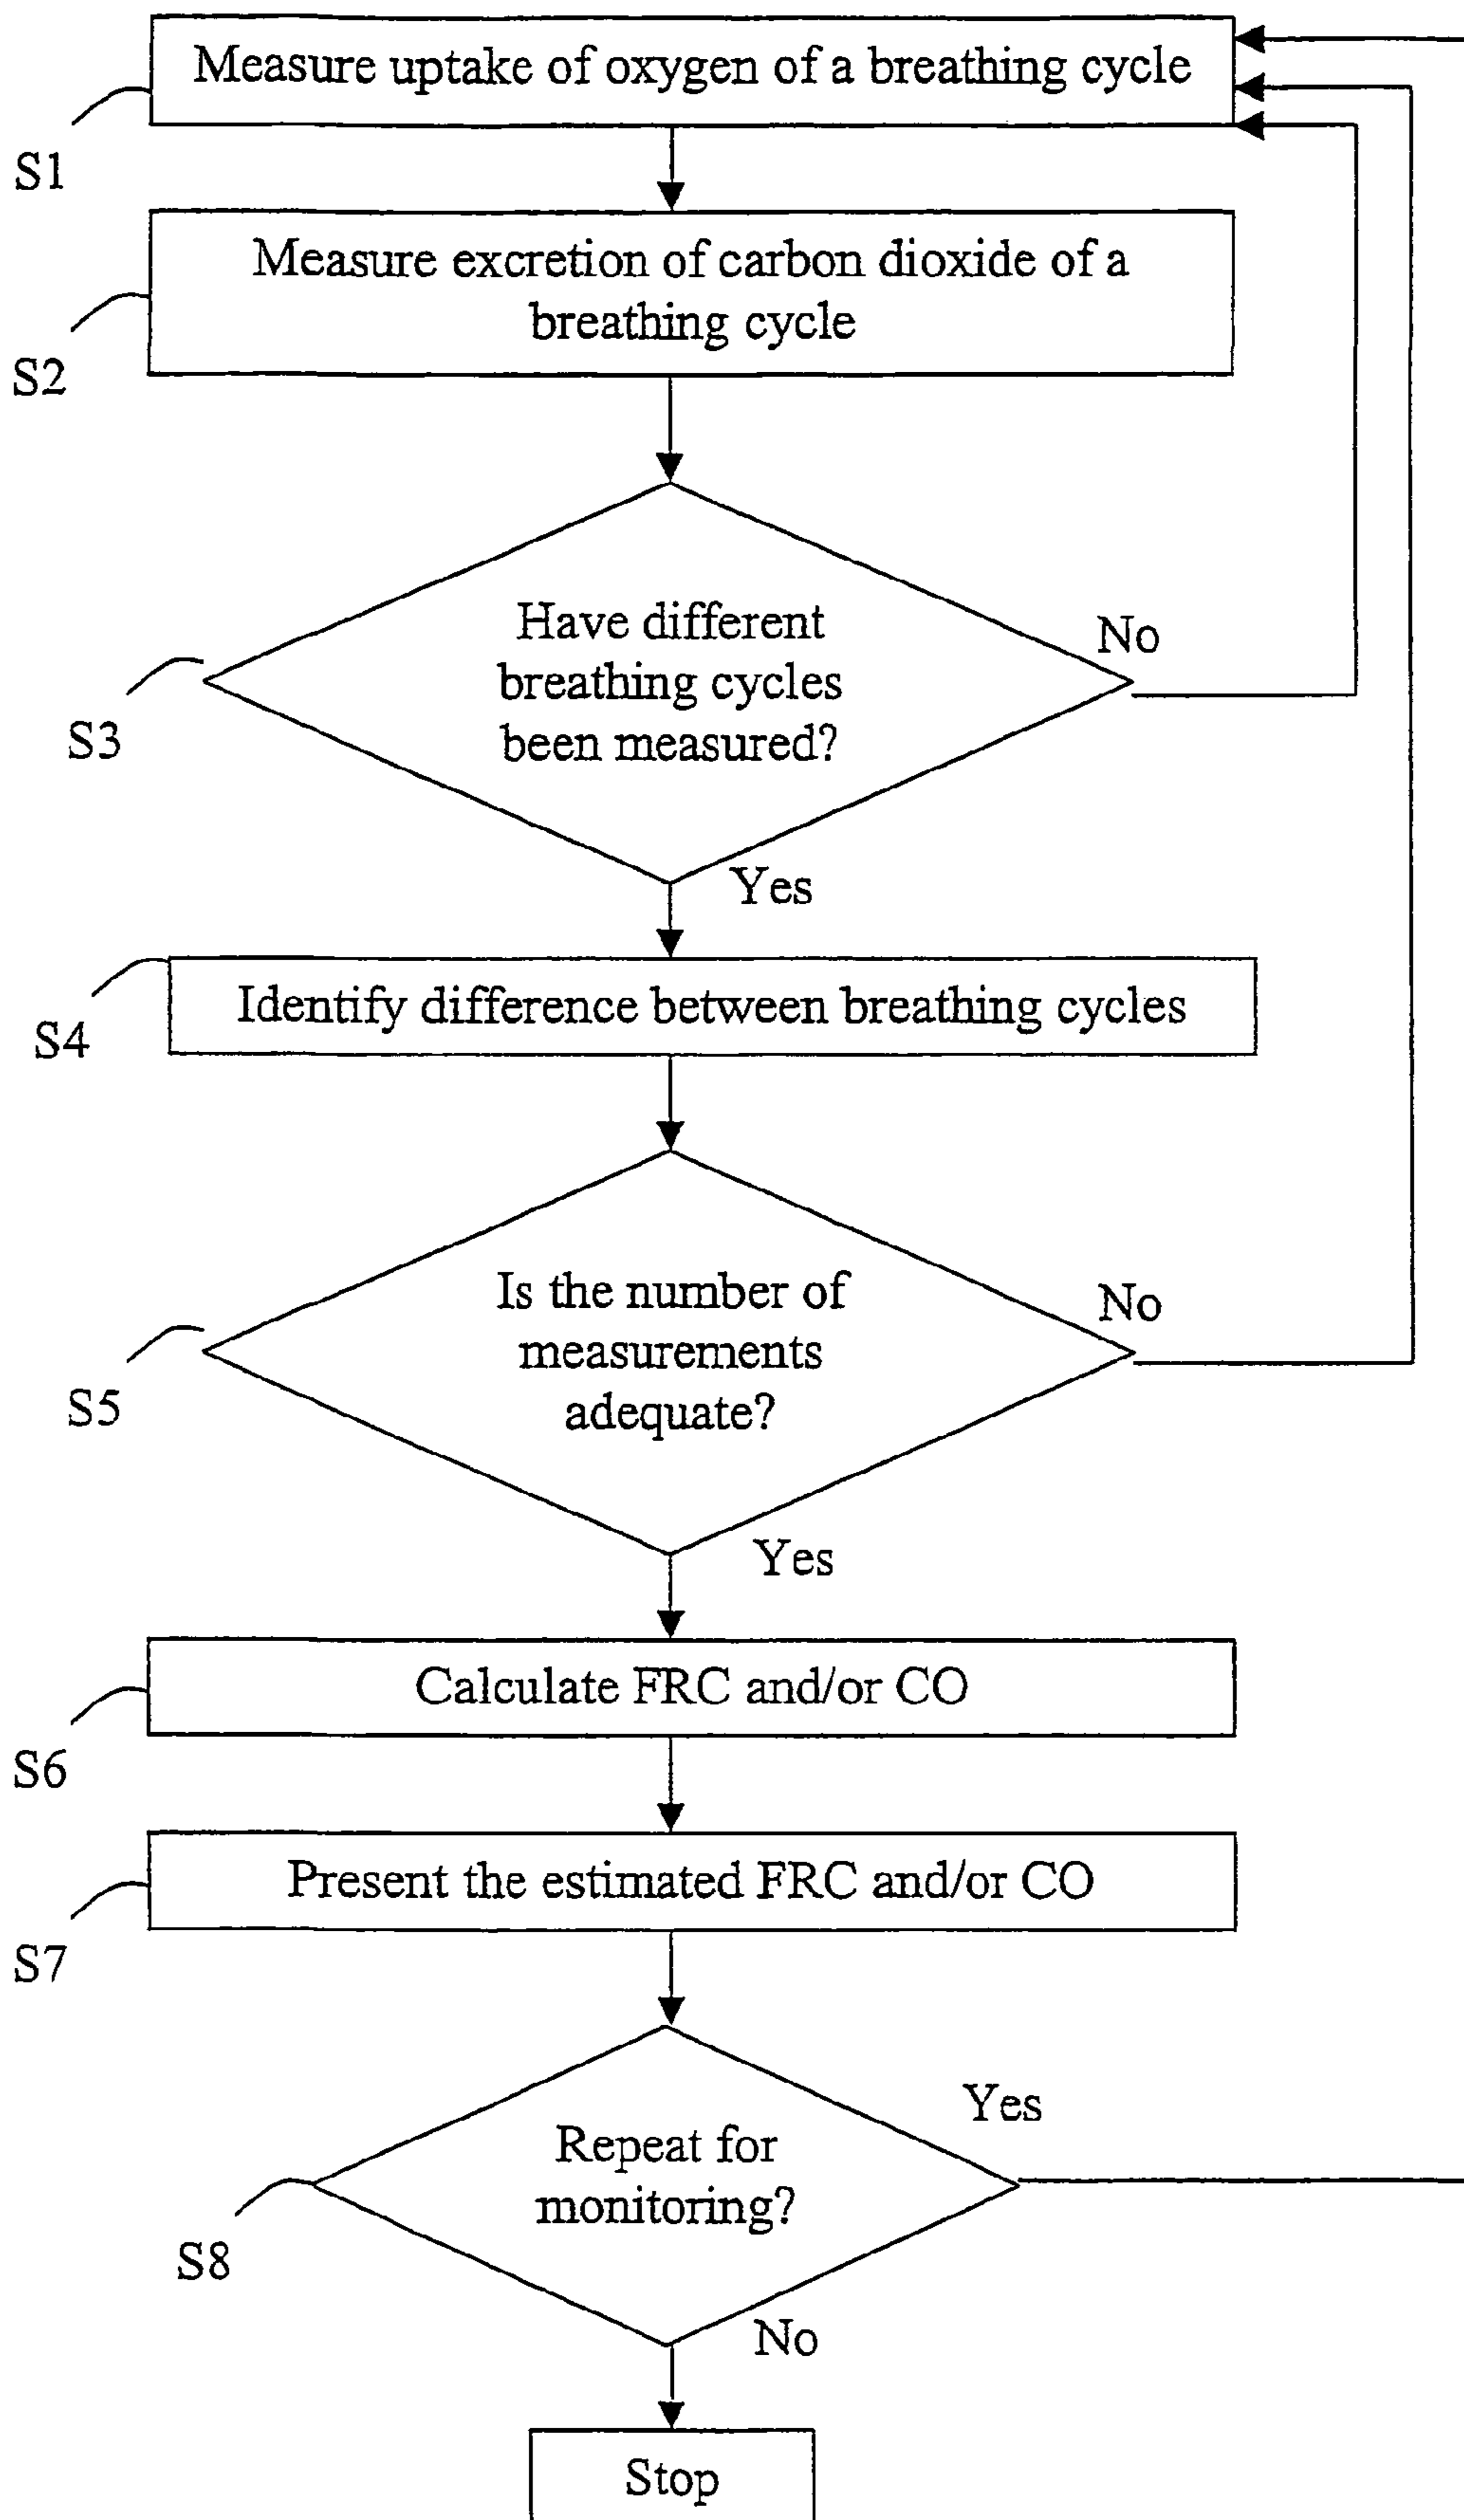 Measure uptake of oxygen of a breathing cycle
S1
Measure excretion of carbon dioxide of a
breathing cycle
S2
Have different
breathing cycles
been measured?
No
S3
Yes
Identify difference between breathing cycles
S4
Is the number of
measurements
adequate?
No
S5
Yes
Calculate FRC and/or CO
S6
Present the estimated FRC and/or CO
S7
Yes
Repeat for
monitoring?
S8
No
Stop